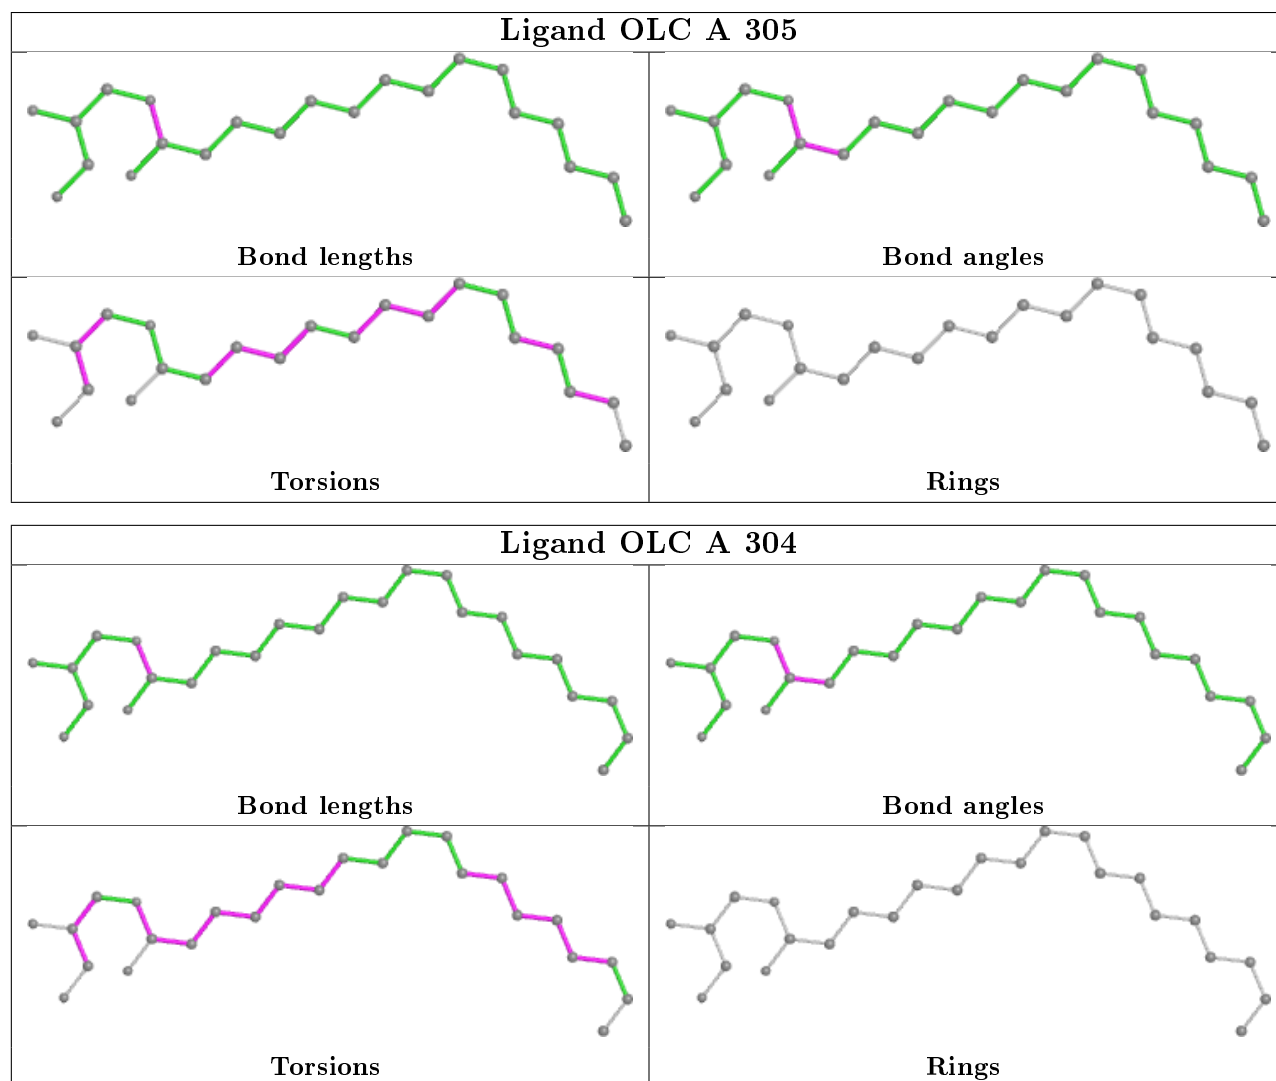 Ligand OLC A 305
Bond lengths
Bond angles
Torsions
Rings
Ligand OLC A 304
Bond lengths
Bond angles
Torsions
Rings